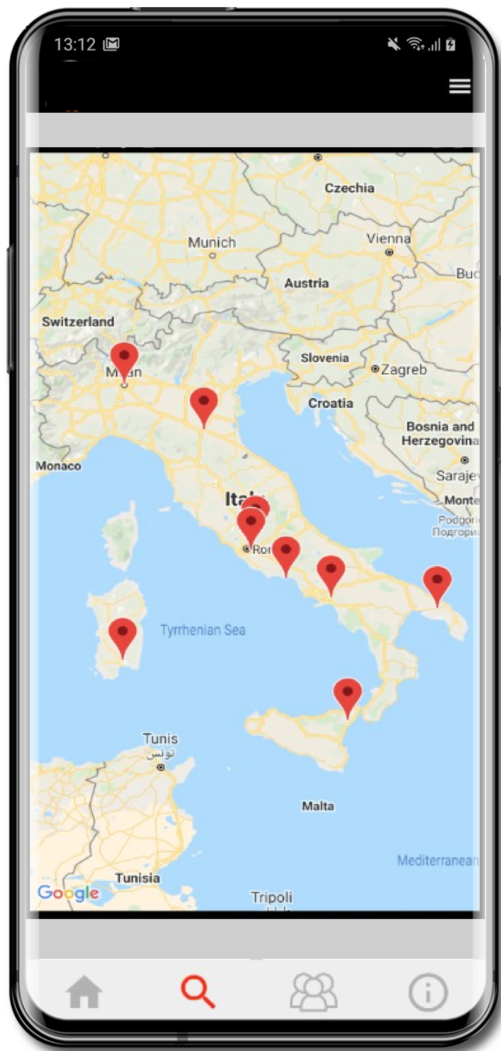 13:12
Czechia
Munich
Vienna
Austria
Switzerland
Slovenia
Zagreb
Croatia
Bosnia and
Herzegovina
Monaco
Tyrrhenian Sea
Tunis
تونس
Malta
Mediterranean
Tunisia
Google
Tripoli